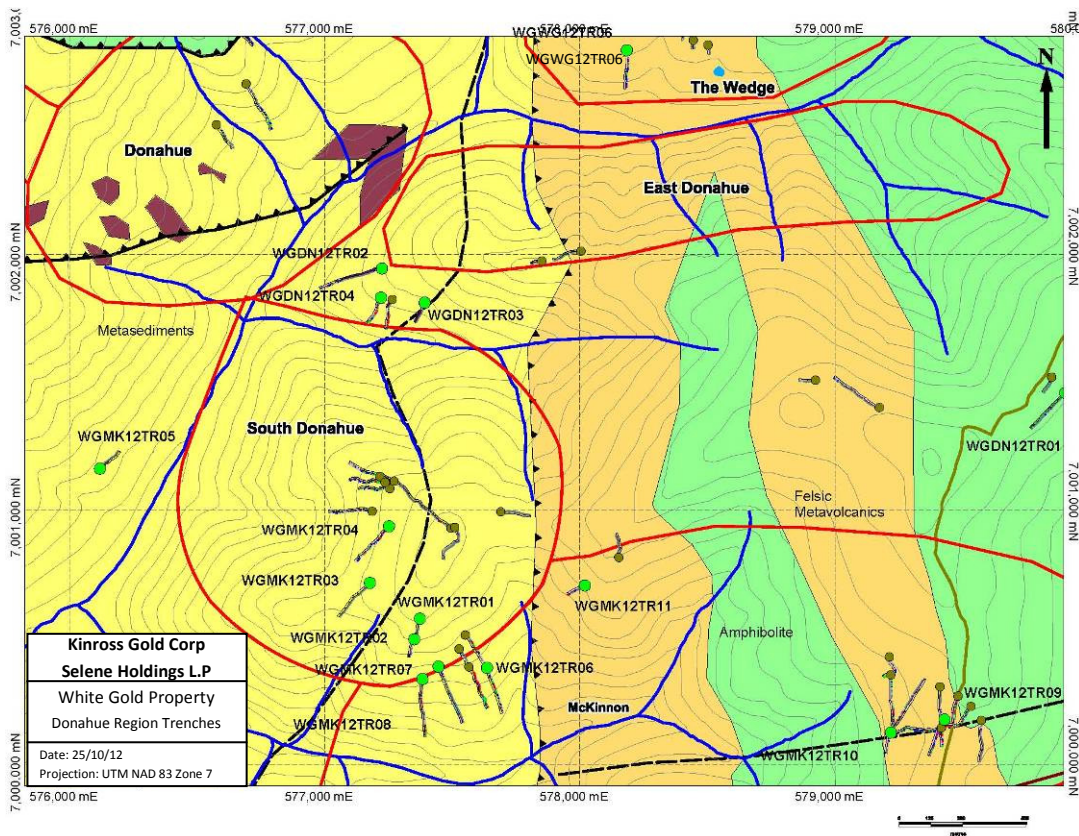 576,000 mE
577,000 mE
578,000 mE
579,000 mE
WGWG12TR06
WGWG12TR06
N
The Wedge
Donahue
East Donahue
7,002,000 mN
7,002,000 mN
WGDN12TR02
WGDN12TR04
WGDN12TR03
Metasediments
South Donahue
WGMK12TR05
WGDN12TR01
Felsic
Metavolcanics
7,001,000 mN
7,001,000 mN
WGMK12TR04
WGMK12TR03
WGMK12TR01
WGMK12TR11
WGMK12TR02
Amphibolite
WGMK12TR07
WGMK12TR06
WGMK12TR09
McKinnon
WGMK12TR08
WGMK12TR10
Kinross Gold Corp
Selene Holdings L.P
White Gold Property
Donahue Region Trenches
Date: 25/10/12
Projection: UTM NAD 83 Zone 7
7,000,000 mN
7,000,000 mN
576,000 mE
577,000 mE
578,000 mE
579,000 mE